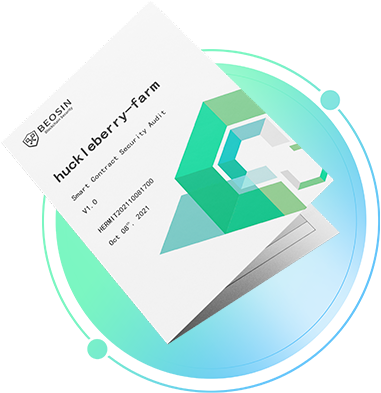 BEOSIN
Blockchain Security
huckleberry-farm
Smart Contract Security Audit
V1.0
HERMIT202110081700
Oct 08th. 2021